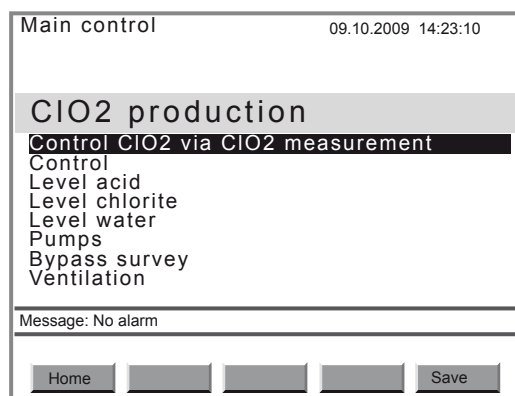 Main control 09.10.2009 14:23:10
ClO2 production
Control ClO2 via ClO2 measurement
Control
Level acid
Level chlorite
Level water
Pumps
Bypass survey
Ventilation
Message: No alarm
Home Save